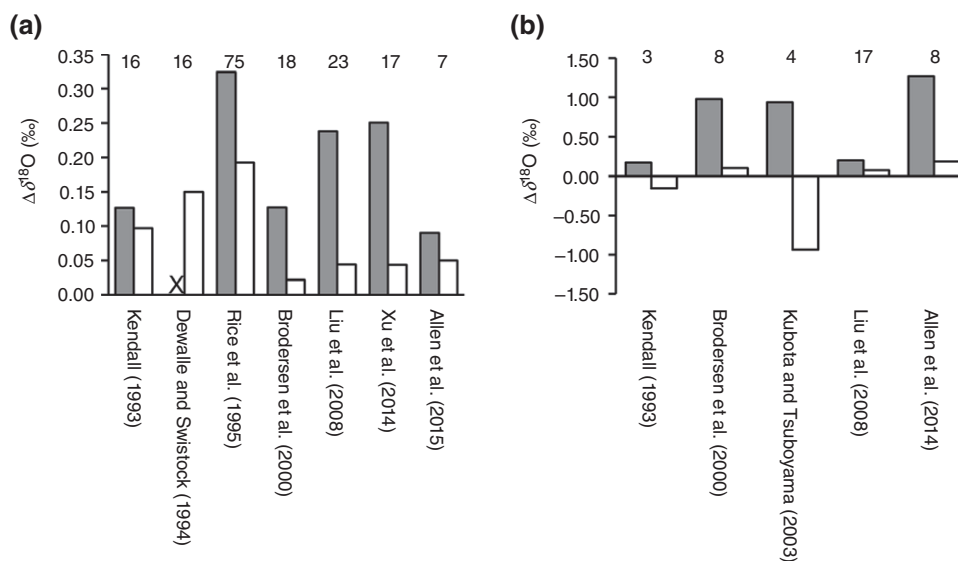 (a)
16 16 75 18 23 17 7
0.35
0.30
0.25
0.20
0.15
0.10
0.05
0.00
Δδ18O (‰)
X
Kendall (1993)
Dewalle and Swistock (1994)
Rice et al. (1995)
Brodersen et al. (2000)
Liu et al. (2008)
Xu et al. (2014)
Allen et al. (2015)
(b)
3 8 4 17 8
1.50
1.00
0.50
0.00
−0.50
−1.00
−1.50
Δδ18O (‰)
Kendall (1993)
Brodersen et al. (2000)
Kubota and Tsuboyama (2003)
Liu et al. (2008)
Allen et al. (2014)